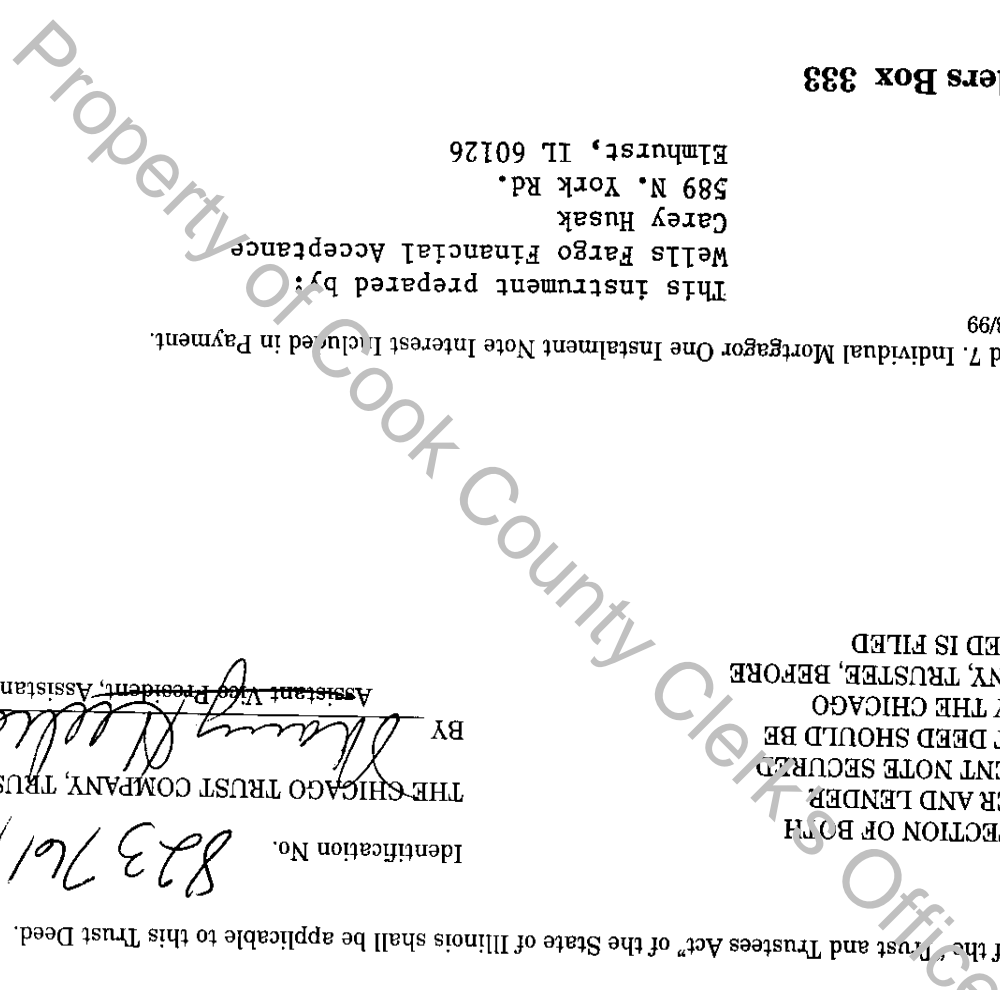 f the "Trust and Trustees Act" of the State of Illinois shall be applicable to this Trust Deed.
ECTION OF BOTH
R AND LENDER
ENT NOTE SECURED
T DEED SHOULD BE
Y THE CHICAGO
NY, TRUSTEE, BEFORE
ED IS FILED
Identification No. 823761
THE CHICAGO TRUST COMPANY, TRUS
BY
Assistant Vice President, Assistan
d 7. Individual Mortgagor One Instalment Note Interest Included in Payment.
8/99
This instrument prepared by:
Wells Fargo Financial Acceptance
Carey Husak
589 N. York Rd.
Elmhurst, IL 60126
ders Box 333
Property of Cook County Clerk's Office